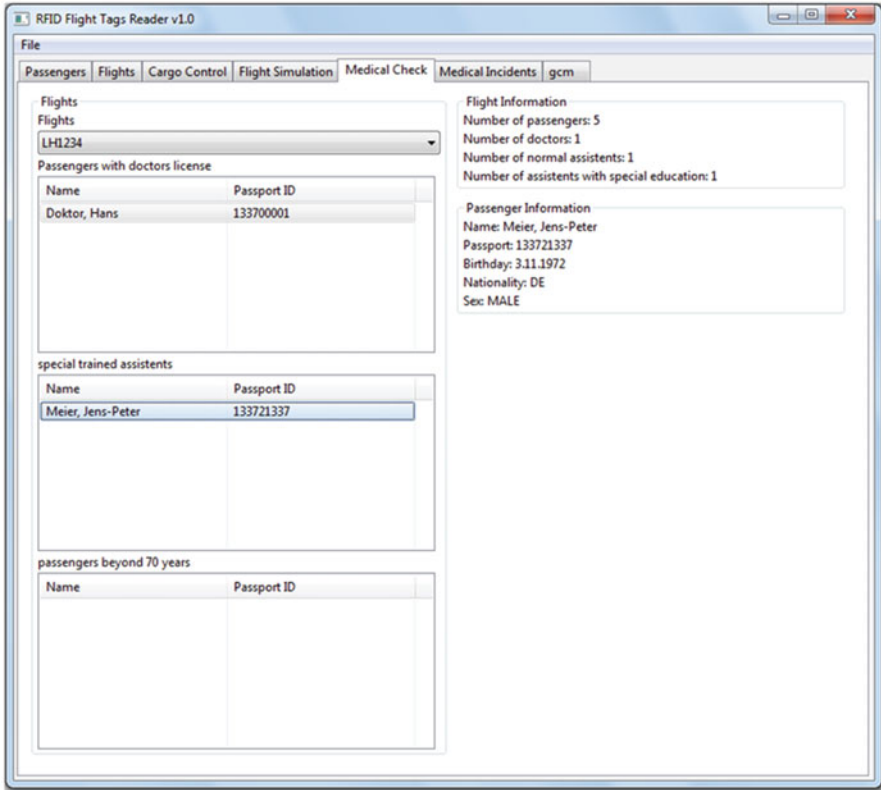 RFID Flight Tags Reader v1.0
File
Passengers Flights Cargo Control Flight Simulation Medical Check Medical Incidents gcm
Flights
Flights
LH1234
Passengers with doctors license
Name Passport ID
Doktor, Hans 133700001
special trained assistents
Name Passport ID
Meier, Jens-Peter 133721337
passengers beyond 70 years
Name Passport ID
Flight Information
Number of passengers: 5
Number of doctors: 1
Number of normal assistents: 1
Number of assistents with special education: 1
Passenger Information
Name: Meier, Jens-Peter
Passport: 133721337
Birthday: 3.11.1972
Nationality: DE
Sex: MALE